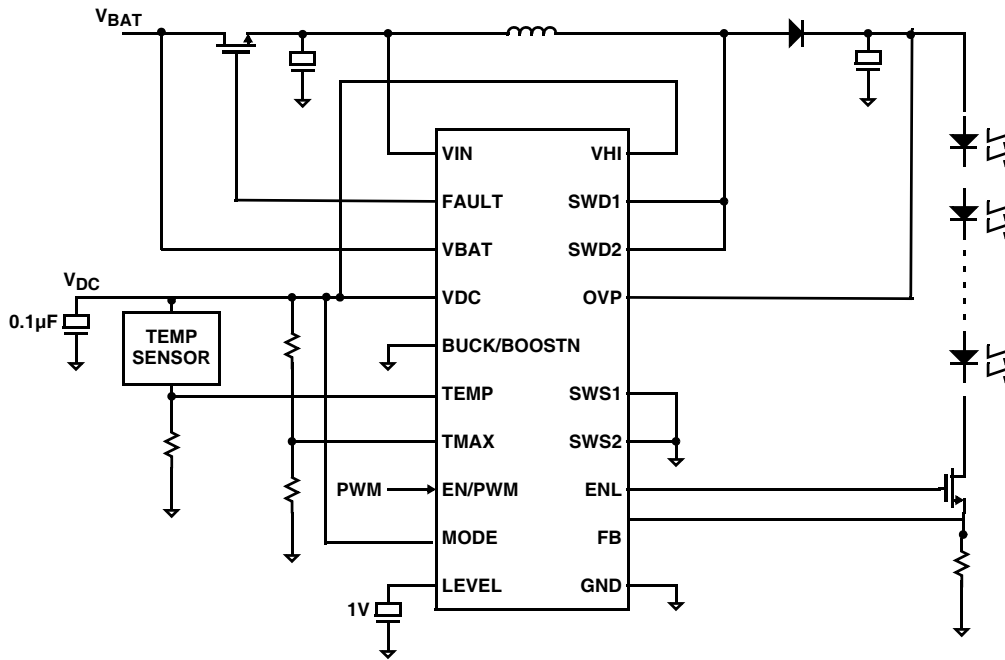 VBAT
VIN
VHI
FAULT
SWD1
VBAT
SWD2
VDC
0.1µF
TEMP
SENSOR
VDC
OVP
BUCK/BOOSTN
TEMP
SWS1
TMAX
SWS2
PWM
EN/PWM
ENL
MODE
FB
LEVEL
GND
1V